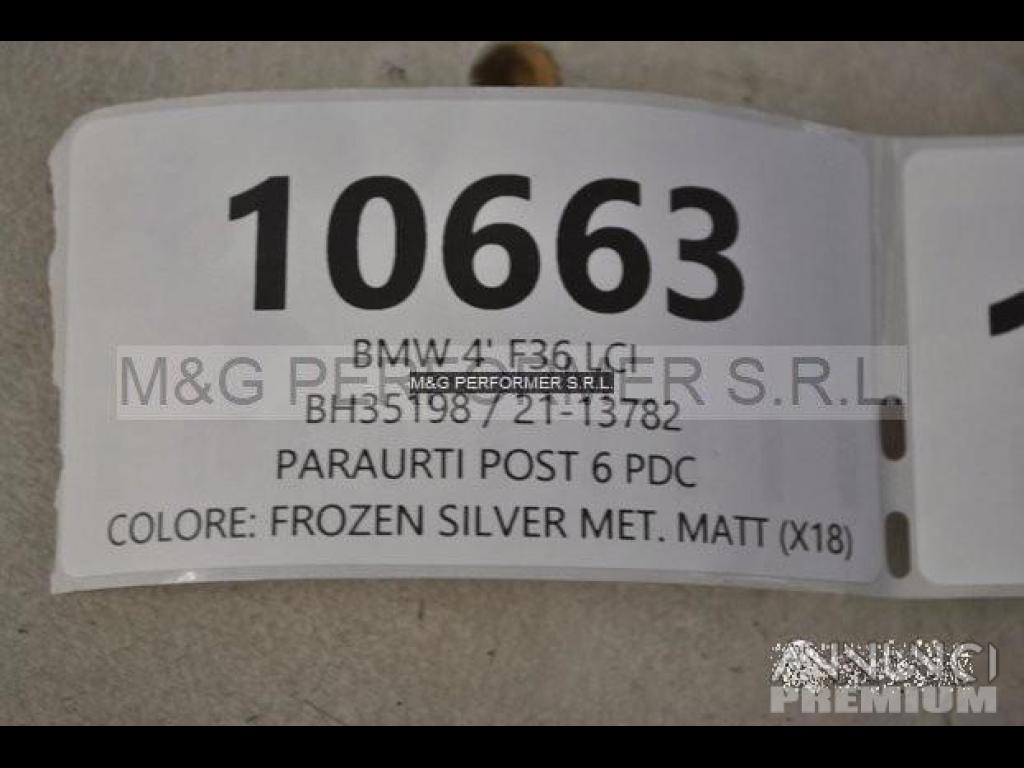 10663
BMW 4' F36 LCI
M&G PERFORMER S.R.L.
M&G PERFORMER S.R.L.
BH35198 / 21-13782
PARAURTI POST 6 PDC
COLORE: FROZEN SILVER MET. MATT (X18)
ANNUNCI
PREMIUM